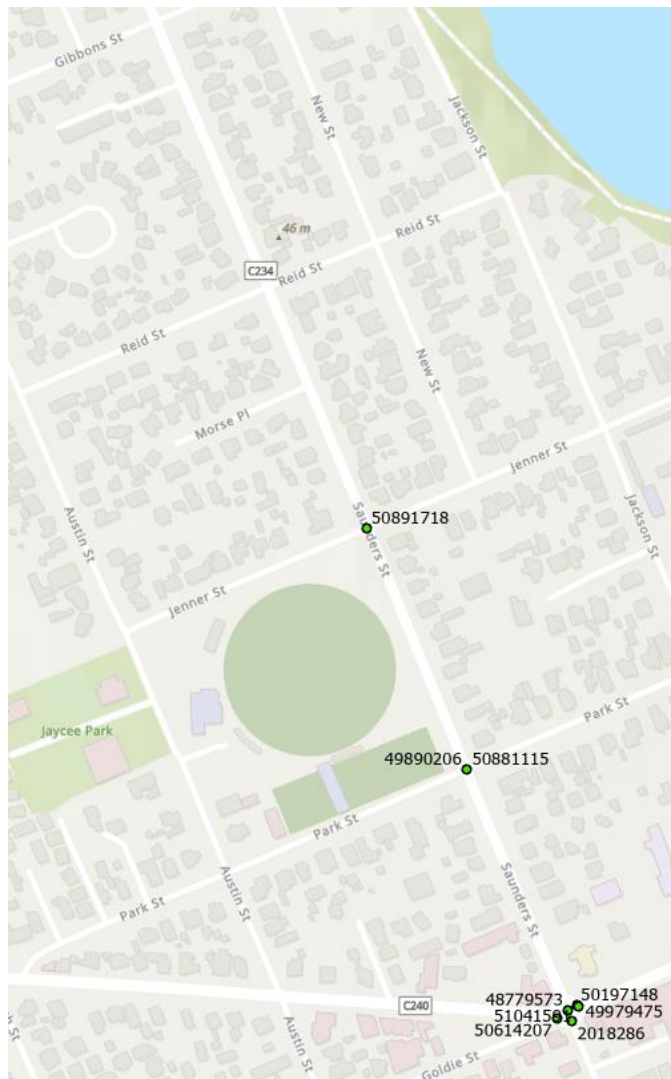 Gibbons St
New St
Jackson St
Reid St
46 m
C234
Reid St
Reid St
New St
Morse Pl
Jenner St
Saunders St
50891718
Austin St
Jackson St
Jenner St
Jaycee Park
49890206 50881115
Park St
Park St
Saunders St
Austin St
Park St
C240
48779573 50197148
49979475
50614207
2018286
Austin St
Goldie St